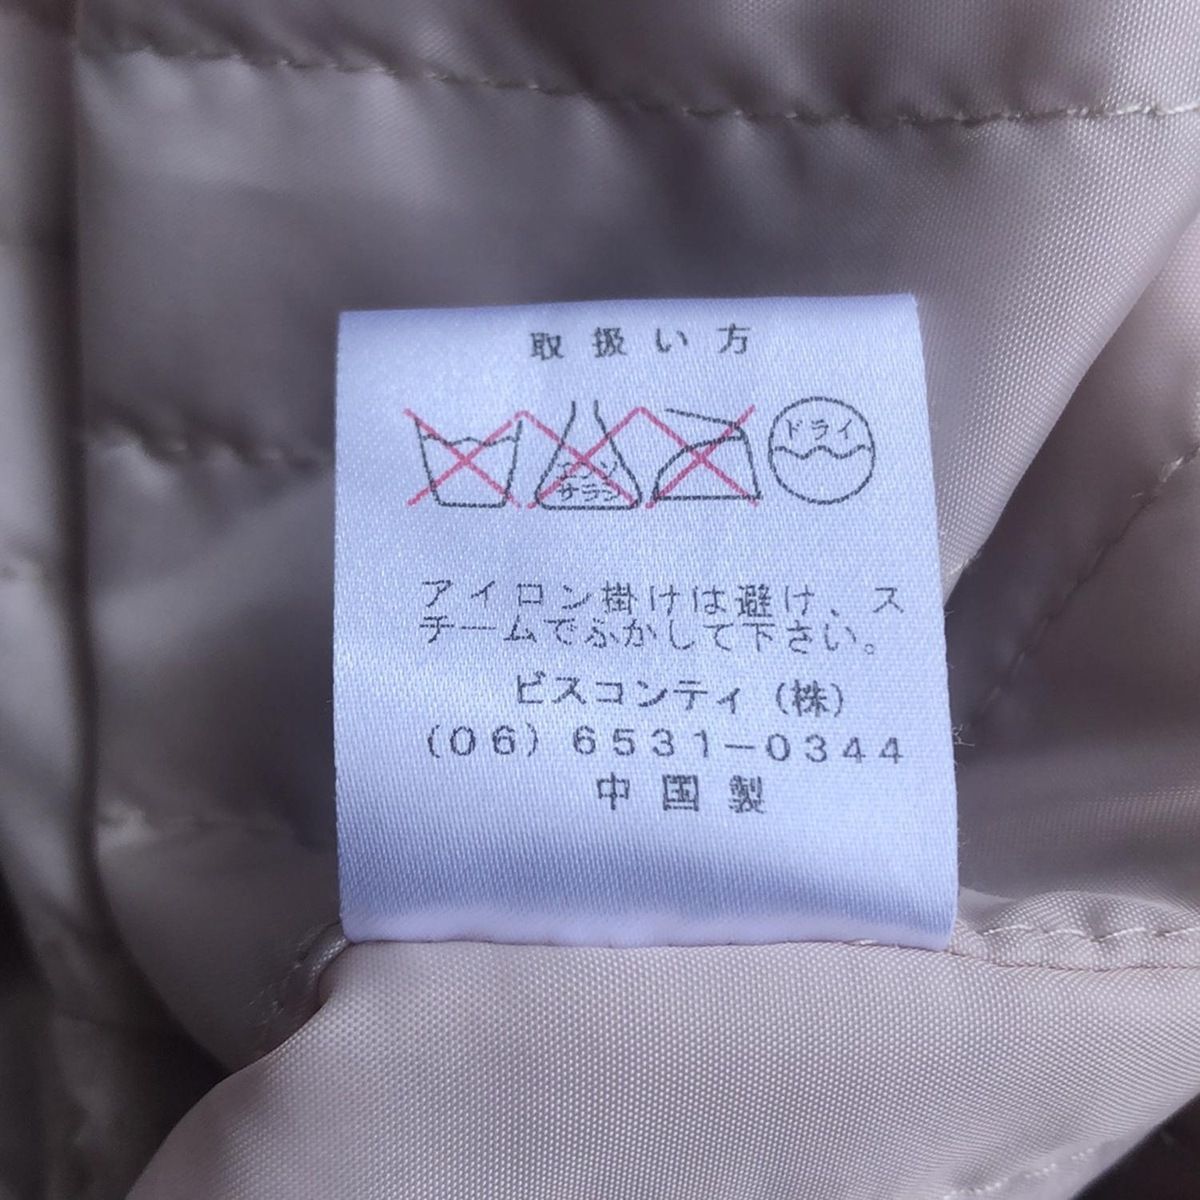 取扱い方
エンソ
サラシ
ドライ
アイロン掛けは避け、ス
チームでふかして下さい。
ビスコンティ(株)
(06)6531-0344
中国製